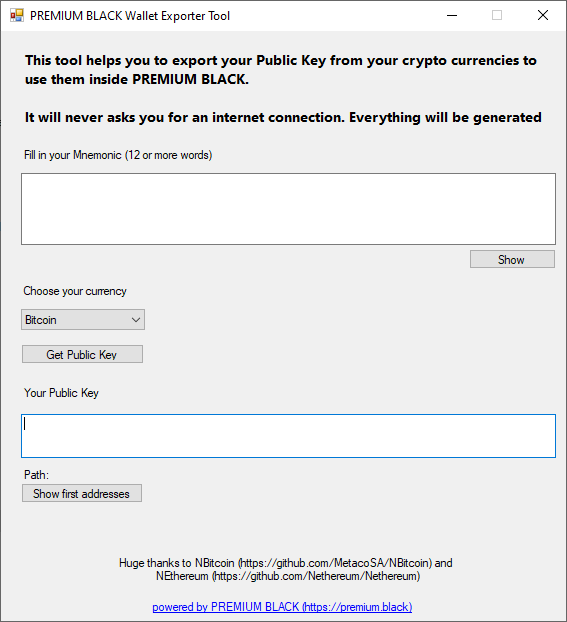 PREMIUM BLACK Wallet Exporter Tool
This tool helps you to export your Public Key from your crypto currencies to
use them inside PREMIUM BLACK.
It will never asks you for an internet connection. Everything will be generated
Fill in your Mnemonic (12 or more words)
Show
Choose your currency
Bitcoin
Get Public Key
Your Public Key
Path:
Show first addresses
Huge thanks to NBitcoin (https://github.com/MetacoSA/NBitcoin) and
NEthereum (https://github.com/Nethereum/Nethereum)
powered by PREMIUM BLACK (https://premium.black)